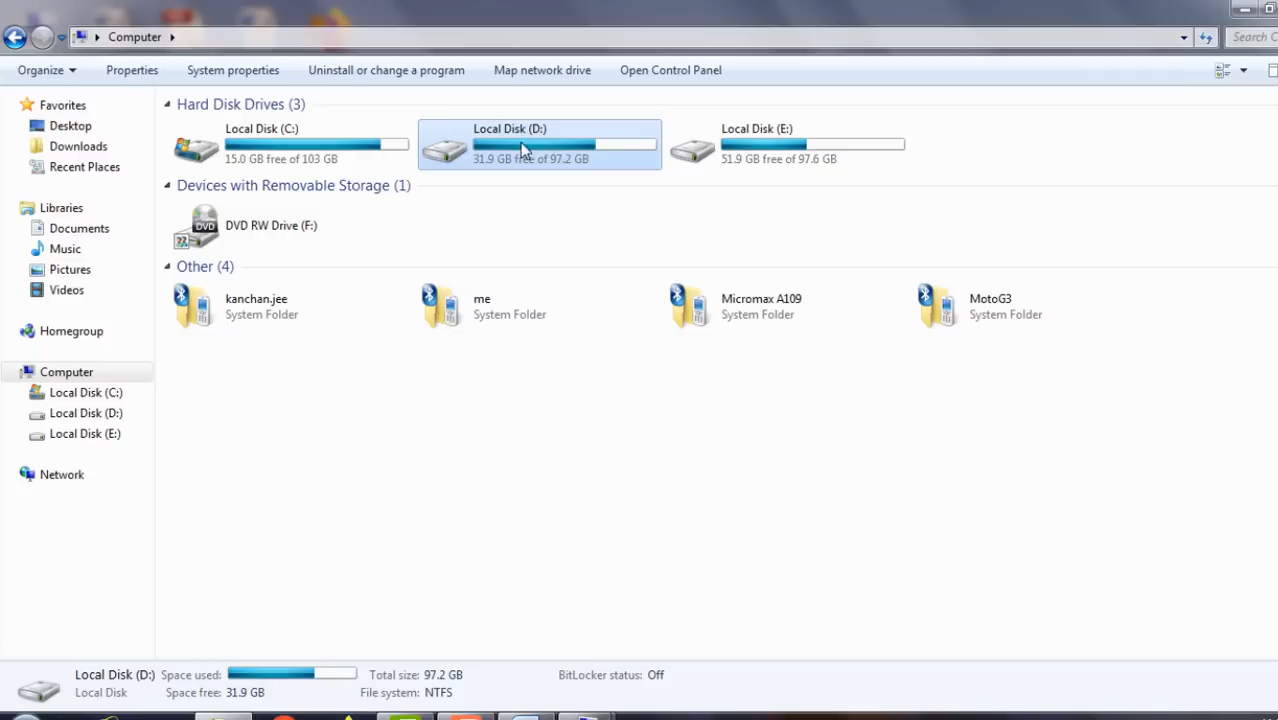 Computer
Search C
Organize
Properties
System properties
Uninstall or change a program
Map network drive
Open Control Panel
Favorites
Desktop
Downloads
Recent Places
Libraries
Documents
Music
Pictures
Videos
Homegroup
Computer
Local Disk (C:)
Local Disk (D:)
Local Disk (E:)
Network
Hard Disk Drives (3)
Local Disk (C:)
15.0 GB free of 103 GB
Local Disk (D:)
31.9 GB free of 97.2 GB
Local Disk (E:)
51.9 GB free of 97.6 GB
Devices with Removable Storage (1)
DVD
DVD RW Drive (F:)
Other (4)
kanchan.jee
System Folder
me
System Folder
Micromax A109
System Folder
MotoG3
System Folder
Local Disk (D:) Space used: Total size: 97.2 GB BitLocker status: Off
Local Disk Space free: 31.9 GB File system: NTFS